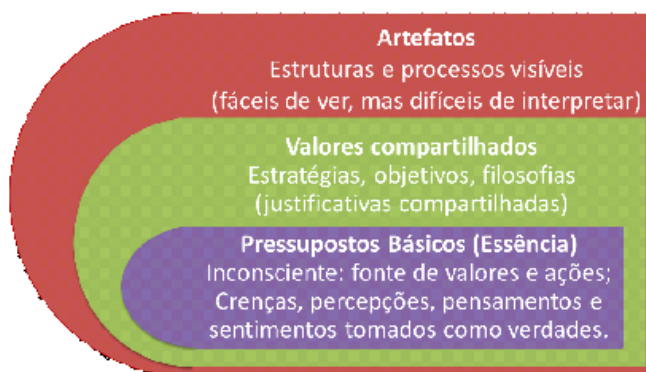 Artefatos
Estruturas e processos visíveis
(fáceis de ver, mas difíceis de interpretar)
Valores compartilhados
Estratégias, objetivos, filosofias
(justificativas compartilhadas)
Pressupostos Básicos (Essência)
Inconsciente: fonte de valores e ações;
Crenças, percepções, pensamentos e
sentimentos tomados como verdades.